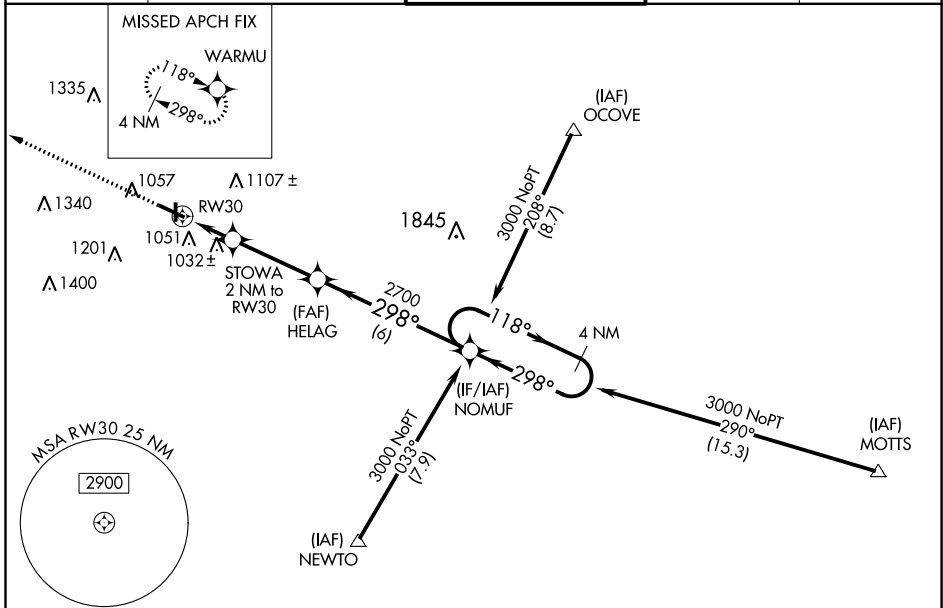 MISSED APCH FIX
WARMU
118°
298°
4 NM
1335
(IAF)
OCOVE
3000 NoPT
208°
(8.7)
1057
1107 ±
1340
RW30
1845
1051
1201
1032 ±
STOWA
2 NM to
RW30
1400
(FAF)
HELAG
2700
298°
(6)
118°
4 NM
298°
(IF/IAF)
NOMUF
3000 NoPT
290°
(15.3)
(IAF)
MOTTS
3000 NoPT
033°
(7.9)
(IAF)
NEWTO
MSA RW30 25 NM
2900